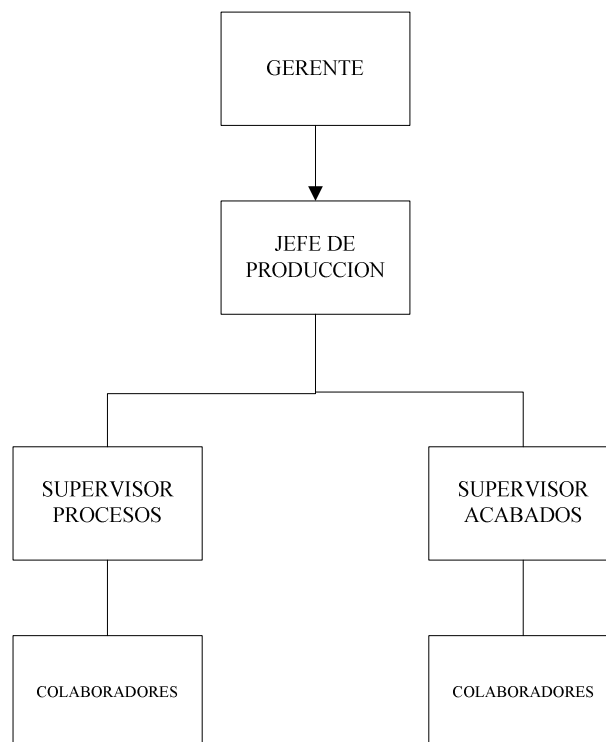 GERENTE
JEFE DE
PRODUCCION
SUPERVISOR
PROCESOS
SUPERVISOR
ACABADOS
COLABORADORES
COLABORADORES